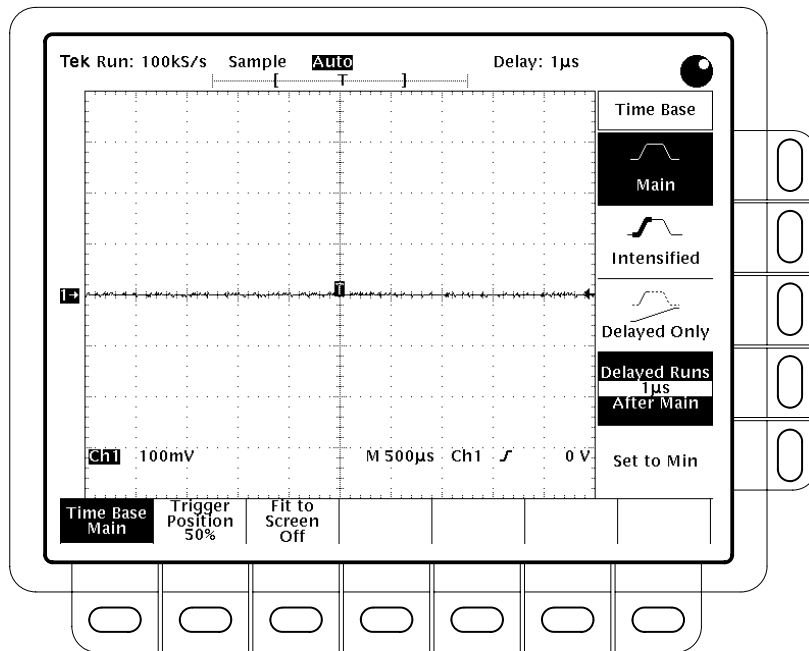 Tek Run: 100kS/s Sample Auto Delay: 1µs
[ T ]
Time Base
Main
Intensified
T
1→
Delayed Only
Delayed Runs
1µs
After Main
Ch1 100mV M 500µs Ch1 0 V
Set to Min
Time Base
Main
Trigger
Position
50%
Fit to
Screen
Off